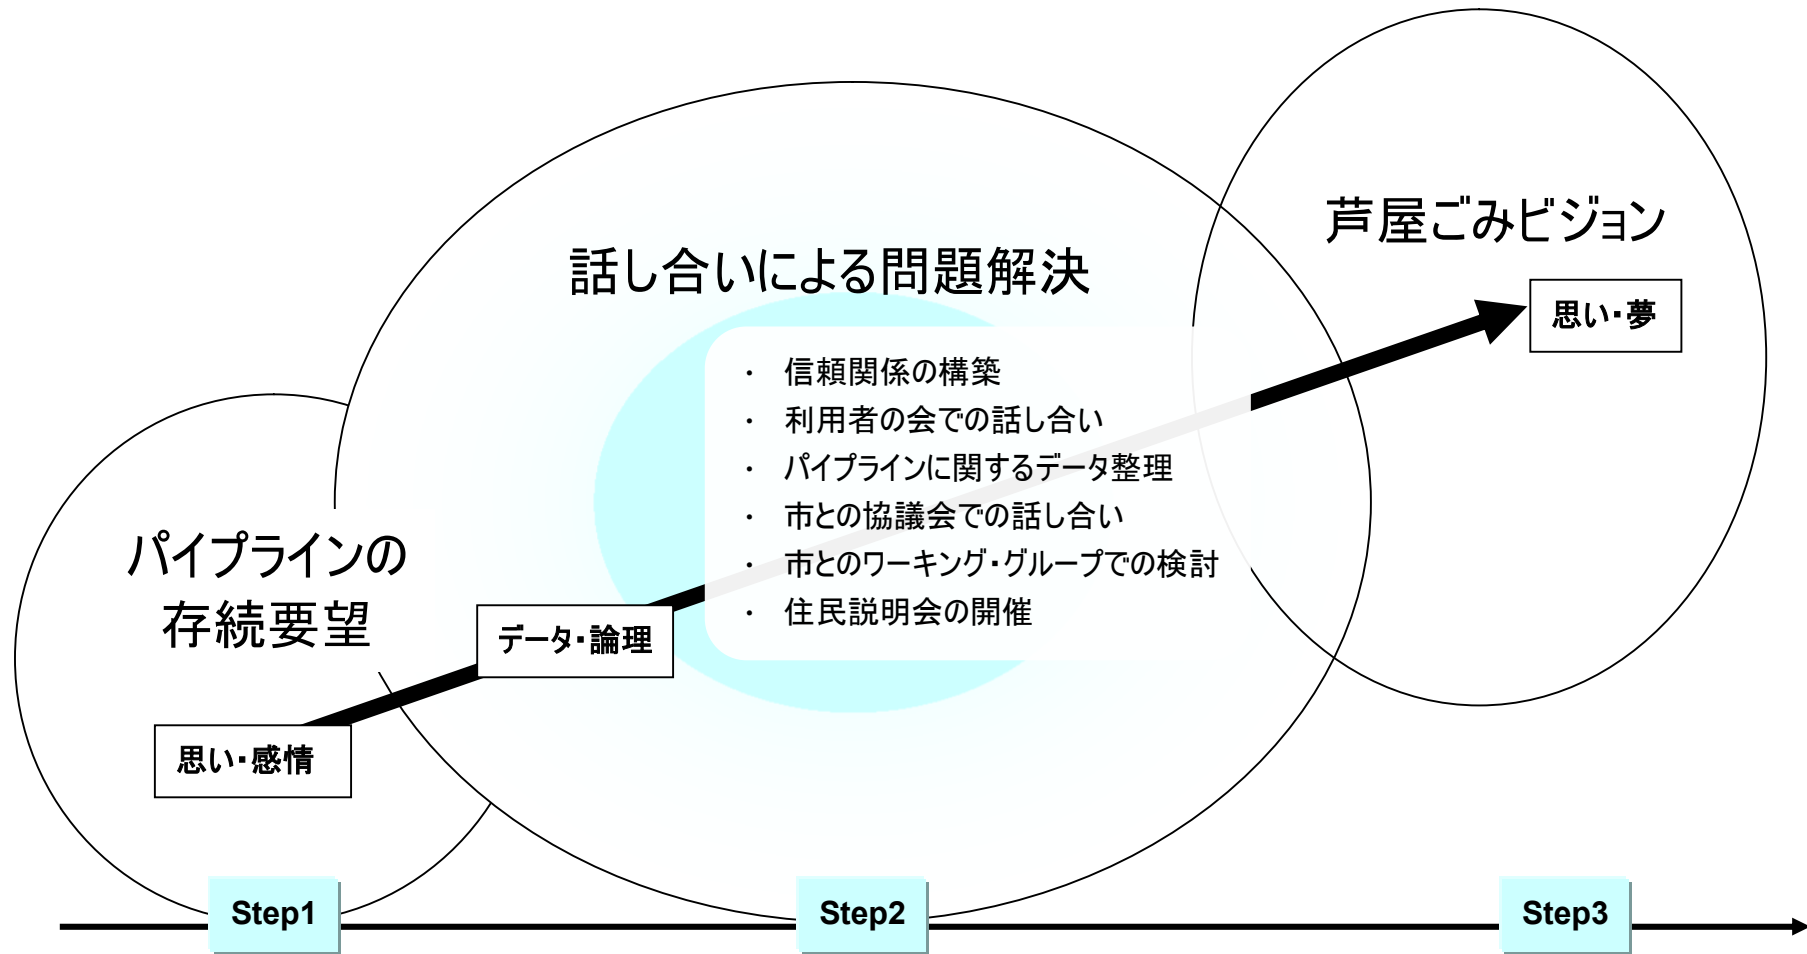 芦屋ごみビジョン
思い・夢
話し合いによる問題解決
・ 信頼関係の構築
・ 利用者の会での話し合い
・ パイプラインに関するデータ整理
・ 市との協議会での話し合い
・ 市とのワーキング・グループでの検討
・ 住民説明会の開催
パイプラインの
存続要望
データ・論理
思い・感情
Step1
Step2
Step3